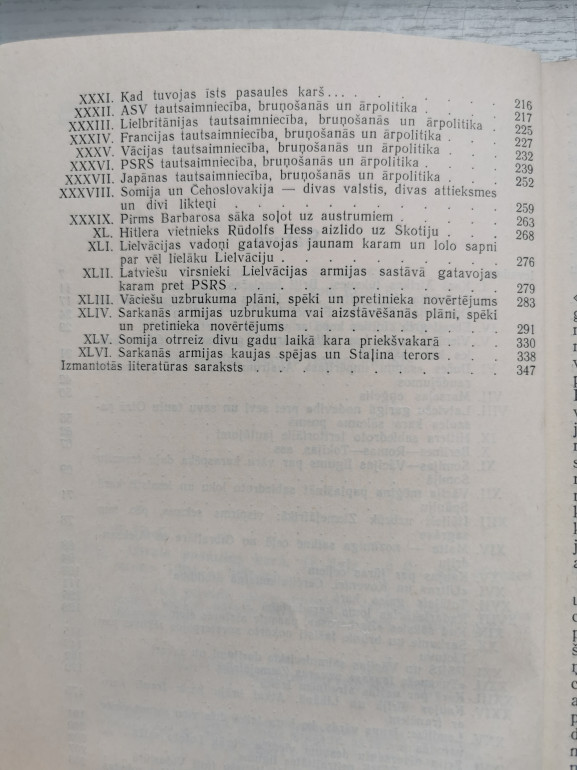 XXXI. Kad tuvojas īsts pasaules karš . . . . . . . . . 216
XXXII. ASV tautsaimniecība, bruņošanās un ārpolitika . . . . 217
XXXIII. Lielbritānijas tautsaimniecība, bruņošanās un ārpolitika . 225
XXXIV. Francijas tautsaimniecība, bruņošanās un ārpolitika . . . 227
XXXV. Vācijas tautsaimniecība, bruņošanās un ārpolitika . . . 232
XXXVI. PSRS tautsaimniecība, bruņošanās un ārpolitika . . . . 239
XXXVII. Japānas tautsaimniecība, bruņošanās un ārpolitika . . . 252
XXXVIII. Somija un Čehoslovakija — divas valstis, divas attieksmes
un divi likteņi . . . . . . . . . . . . 259
XXXIX. Pirms Barbarosa sāka soļot uz austrumiem . . . . . 263
XL. Hitlera vietnieks Rūdolfs Hess aizlido uz Skotiju . . . 268
XLI. Lielvācijas vadoņi gatavojas jaunam karam un lolo sapni
par vēl lielāku Lielvāciju . . . . . . . . . 276
XLII. Latviešu virsnieki Lielvācijas armijas sastāvā gatavojas
karam pret PSRS . . . . . . . . . . . 279
XLIII. Vāciešu uzbrukuma plāni, spēki un pretinieka novērtējums 283
XLIV. Sarkanās armijas uzbrukuma vai aizstāvēšanās plāni, spēki
un pretinieka novērtējums . . . . . . . . . 291
XLV. Somija otrreiz divu gadu laikā kara priekšvakarā . . . 330
XLVI. Sarkanās armijas kaujas spējas un Staļina terors . . . 338
Izmantotās literatūras saraksts . . . . . . . . . . . 347